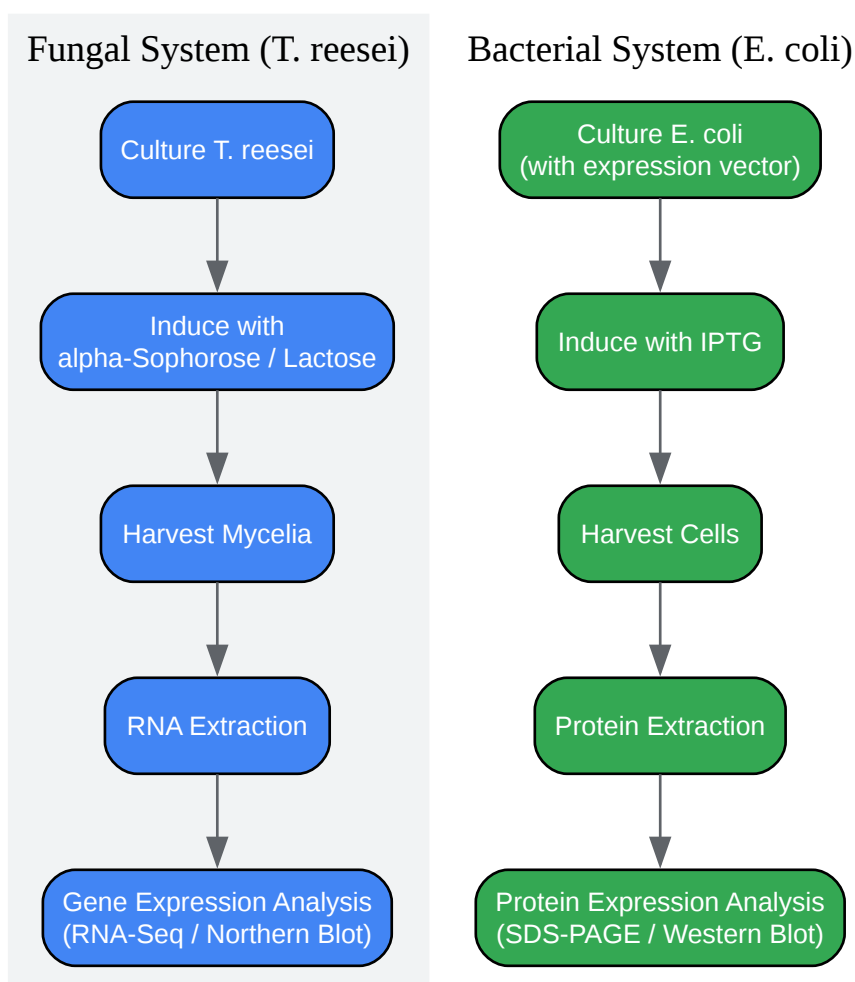 Fungal System (T. reesei)
Culture T. reesei
Induce with
alpha-Sophorose / Lactose
Harvest Mycelia
RNA Extraction
Gene Expression Analysis
(RNA-Seq / Northern Blot)
Bacterial System (E. coli)
Culture E. coli
(with expression vector)
Induce with IPTG
Harvest Cells
Protein Extraction
Protein Expression Analysis
(SDS-PAGE / Western Blot)